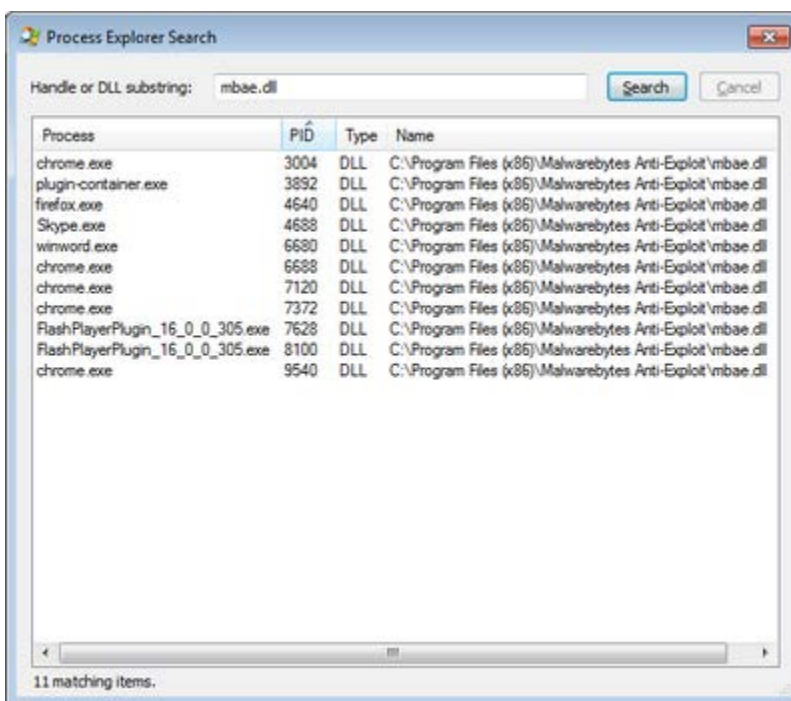 Process Explorer Search
Handle or DLL substring: mbae.dll Search Cancel
Process PID Type Name
chrome.exe 3004 DLL C:\Program Files (x86)\Malwarebytes Anti-Exploit\mbae.dll
plugin-container.exe 3892 DLL C:\Program Files (x86)\Malwarebytes Anti-Exploit\mbae.dll
firefox.exe 4640 DLL C:\Program Files (x86)\Malwarebytes Anti-Exploit\mbae.dll
Skype.exe 4688 DLL C:\Program Files (x86)\Malwarebytes Anti-Exploit\mbae.dll
winword.exe 6680 DLL C:\Program Files (x86)\Malwarebytes Anti-Exploit\mbae.dll
chrome.exe 6688 DLL C:\Program Files (x86)\Malwarebytes Anti-Exploit\mbae.dll
chrome.exe 7120 DLL C:\Program Files (x86)\Malwarebytes Anti-Exploit\mbae.dll
chrome.exe 7372 DLL C:\Program Files (x86)\Malwarebytes Anti-Exploit\mbae.dll
FlashPlayerPlugin_16_0_0_305.exe 7628 DLL C:\Program Files (x86)\Malwarebytes Anti-Exploit\mbae.dll
FlashPlayerPlugin_16_0_0_305.exe 8100 DLL C:\Program Files (x86)\Malwarebytes Anti-Exploit\mbae.dll
chrome.exe 9540 DLL C:\Program Files (x86)\Malwarebytes Anti-Exploit\mbae.dll
11 matching items.